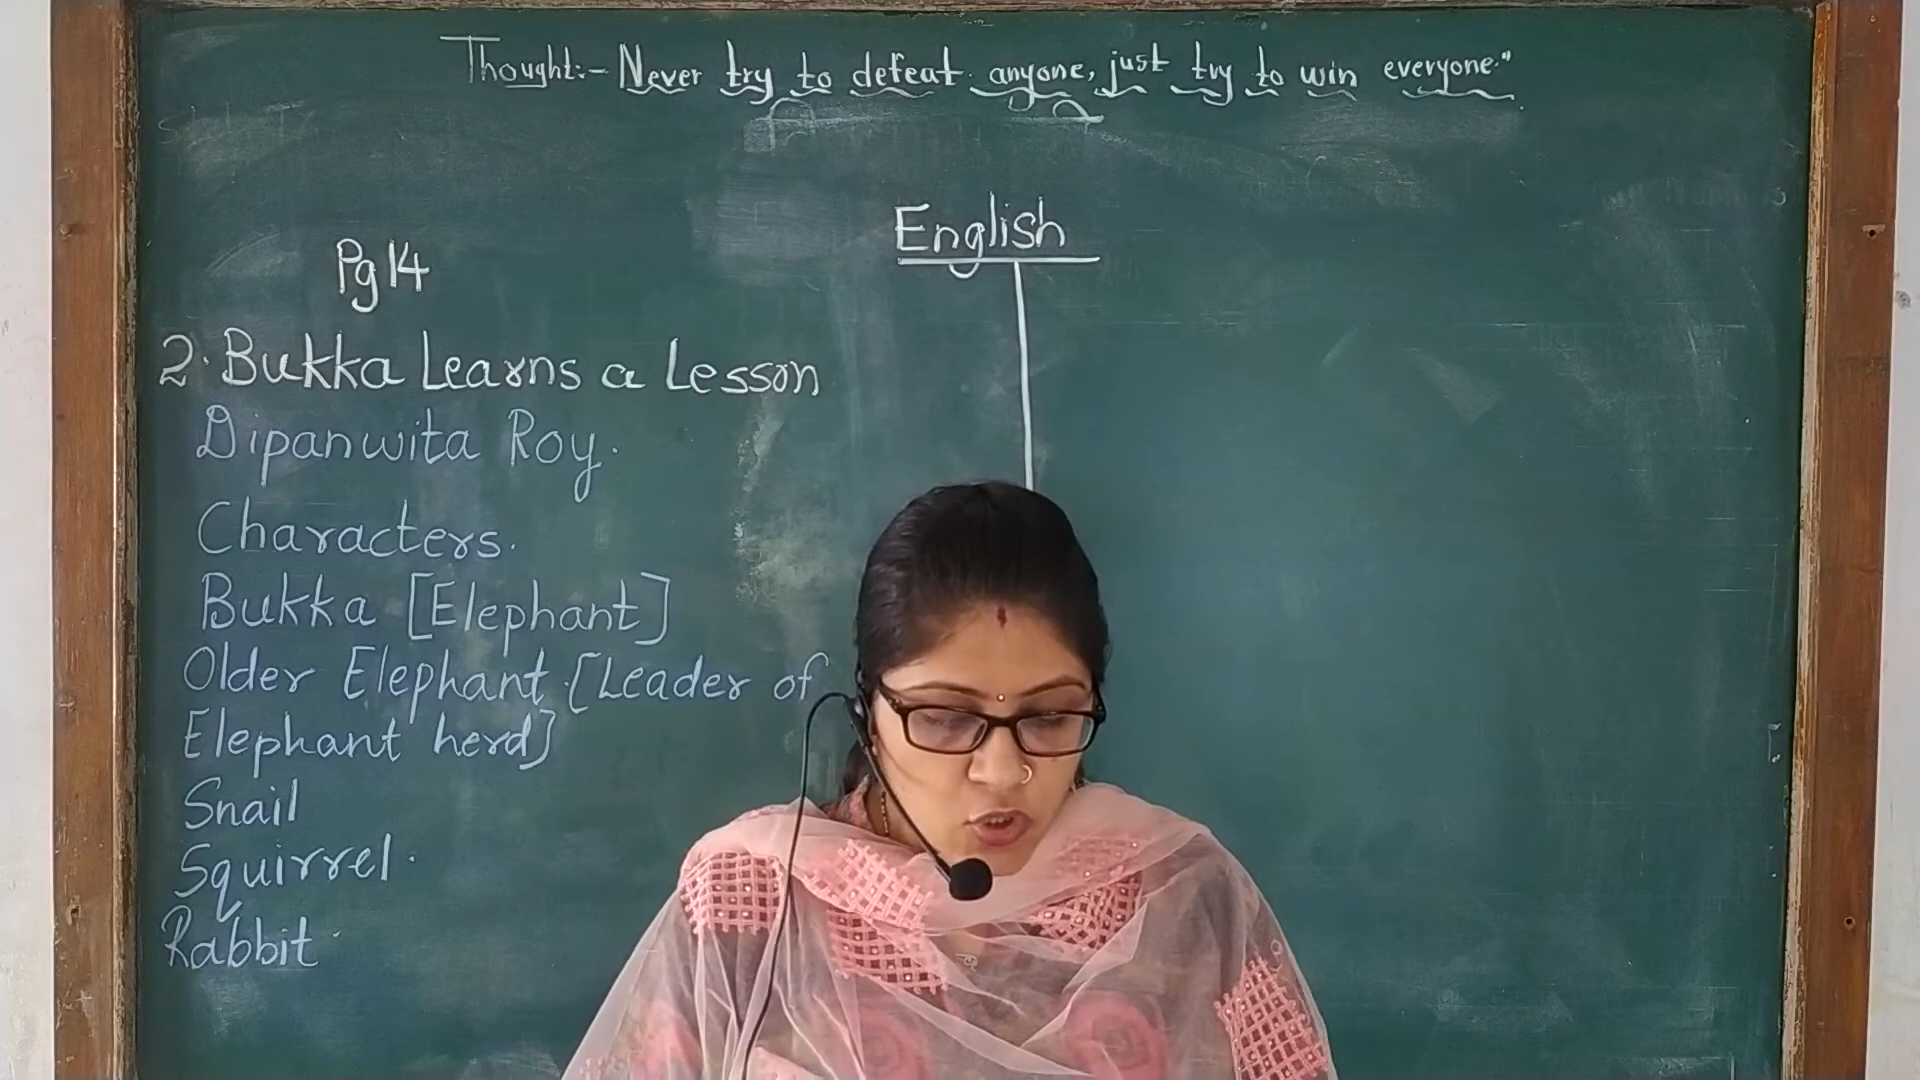 Thought:- Never try to defeat anyone, just try to win everyone."
English
Pg 14
2. Bukka Learns a Lesson
Dipanwita Roy.
Characters.
Bukka [Elephant]
Older Elephant. [Leader of
Elephant herd]
Snail
Squirrel.
Rabbit.